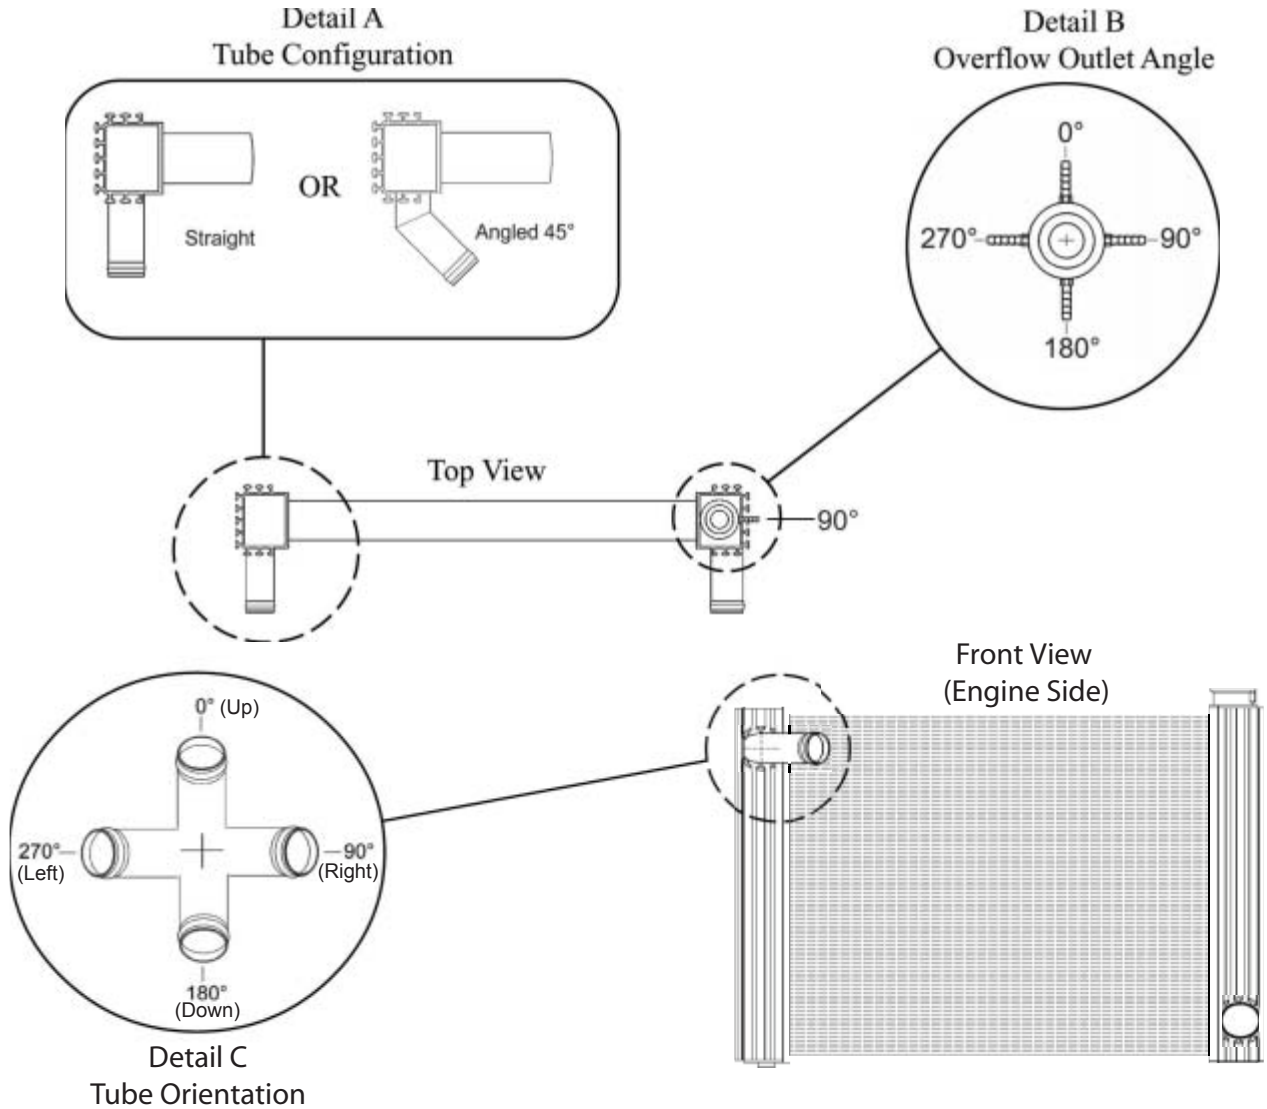 Detail A
Tube Configuration
Straight
OR
Angled 45°
Detail B
Overflow Outlet Angle
0°
270°
90°
180°
Top View
90°
Front View
(Engine Side)
0° (Up)
270°
(Left)
90°
(Right)
180°
(Down)
Detail C
Tube Orientation